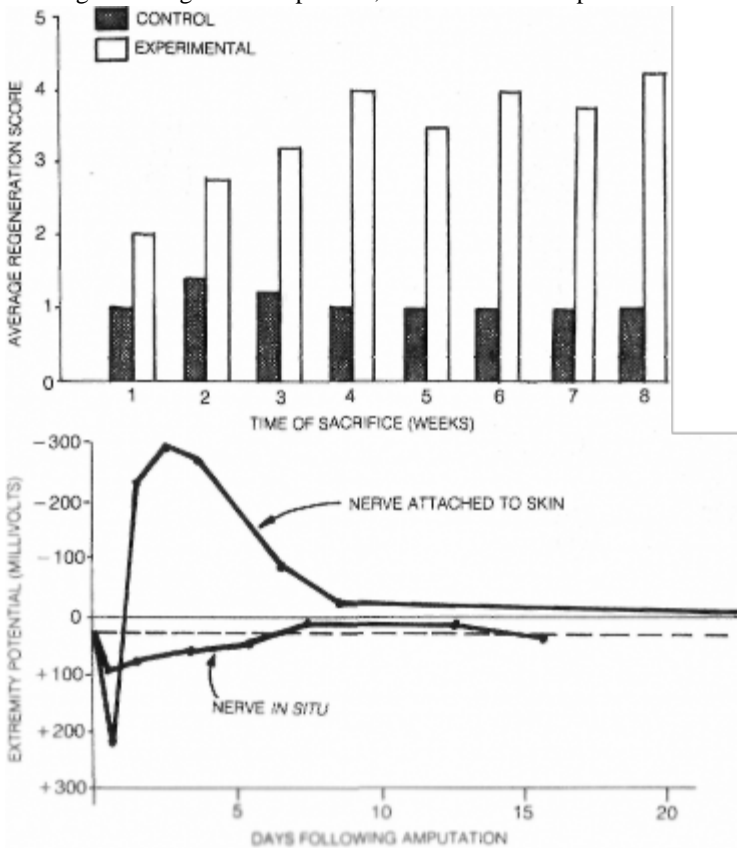 5
CONTROL
EXPERIMENTAL
4
3
2
1
0
AVERAGE REGENERATION SCORE
1 2 3 4 5 6 7 8
TIME OF SACRIFICE (WEEKS)
-300
-200
-100
0
+100
+200
+300
EXTREMITY POTENTIAL (MILLIVOLTS)
NERVE ATTACHED TO SKIN
NERVE IN SITU
5 10 15 20
DAYS FOLLOWING AMPUTATION